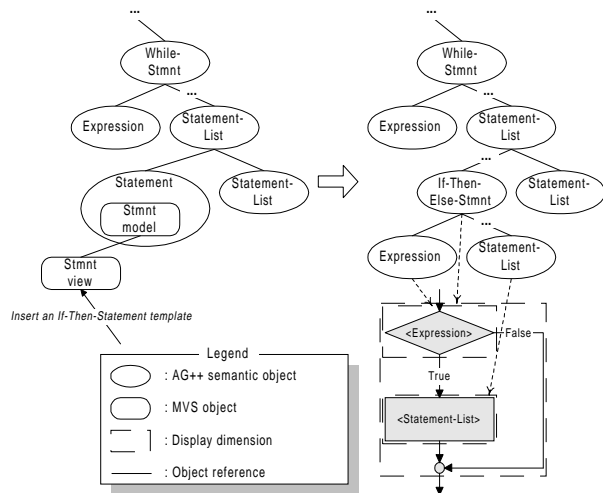 ...
While-
Stmnt
...
Expression
Statement-
List
Statement
Stmnt
model
Statement-
List
Stmnt
view
Insert an If-Then-Statement template
...
While-
Stmnt
...
Expression
Statement-
List
...
If-Then-
Else-Stmnt
Statement-
List
...
Expression
Statement-
List
<Expression>
False
True
<Statement-List>
Legend
: AG++ semantic object
: MVS object
: Display dimension
: Object reference